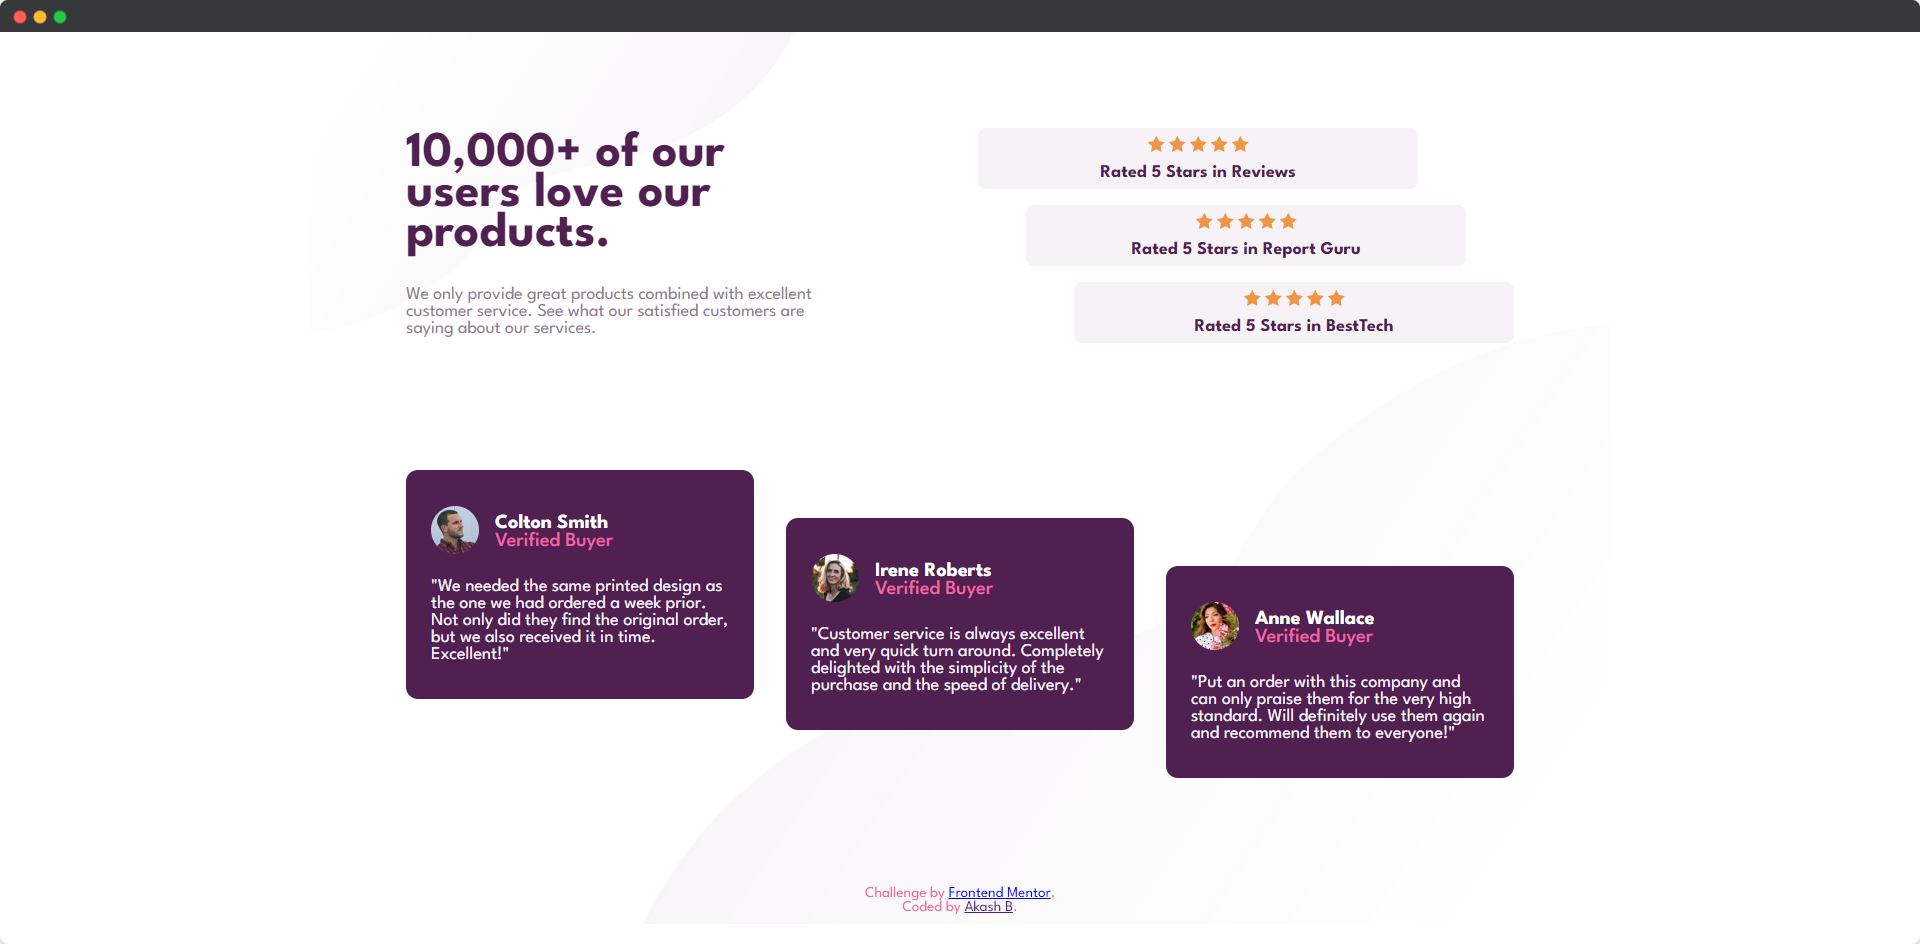 10,000+ of our
users love our
products.
We only provide great products combined with excellent
customer service. See what our satisfied customers are
saying about our services.
Rated 5 Stars in Reviews
Rated 5 Stars in Report Guru
Rated 5 Stars in BestTech
Colton Smith
Verified Buyer
"We needed the same printed design as
the one we had ordered a week prior.
Not only did they find the original order,
but we also received it in time.
Excellent!"
Irene Roberts
Verified Buyer
"Customer service is always excellent
and very quick turn around. Completely
delighted with the simplicity of the
purchase and the speed of delivery."
Anne Wallace
Verified Buyer
"Put an order with this company and
can only praise them for the very high
standard. Will definitely use them again
and recommend them to everyone!"
Challenge by Frontend Mentor.
Coded by Akash B.